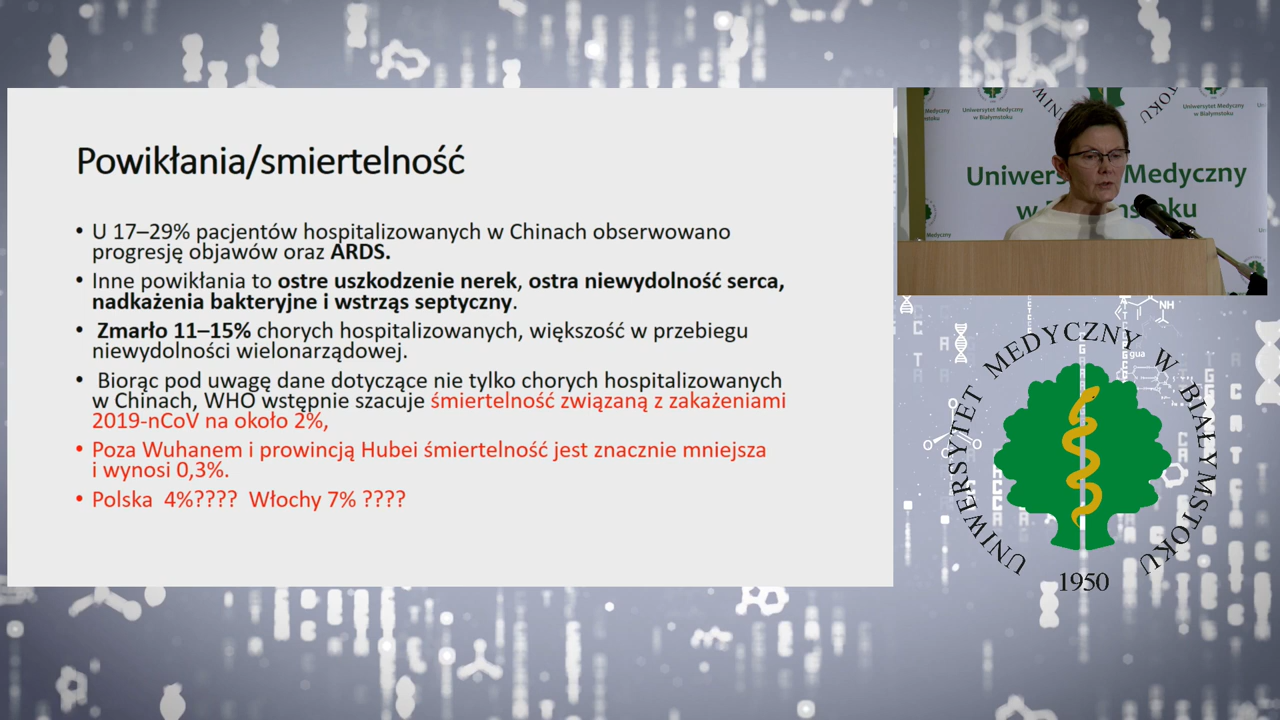 Powikłania/smiertelność
• U 17–29% pacjentów hospitalizowanych w Chinach obserwowano
progresję objawów oraz ARDS.
• Inne powikłania to ostre uszkodzenie nerek, ostra niewydolność serca,
nadkażenia bakteryjne i wstrząs septyczny.
• Zmarło 11–15% chorych hospitalizowanych, większość w przebiegu
niewydolności wielonarządowej.
• Biorąc pod uwagę dane dotyczące nie tylko chorych hospitalizowanych
w Chinach, WHO wstępnie szacuje śmiertelność związaną z zakażeniami
2019-nCoV na około 2%,
• Poza Wuhanem i prowincją Hubei śmiertelność jest znacznie mniejsza
i wynosi 0,3%.
• Polska 4%???? Włochy 7% ????
Uniwersytet Medyczny
w Białymstoku
Uniwersytet Medyczny
w Białymstoku
Medyczny
UNIWERSYTET MEDYCZNY W BIAŁYMSTOKU
1950
NH
gua